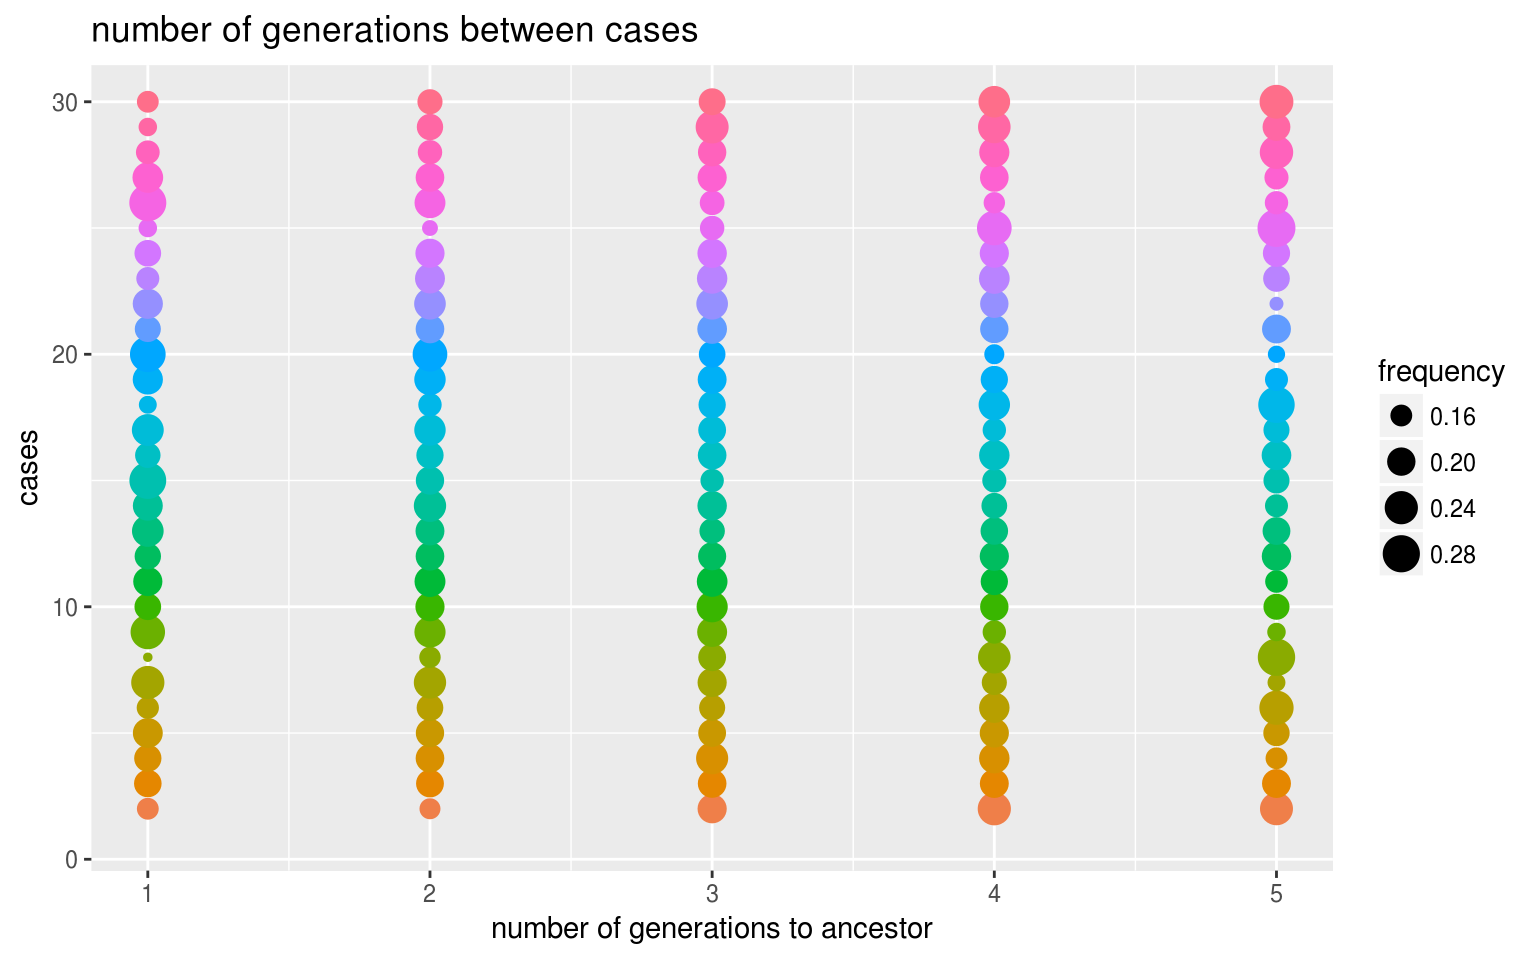 number of generations between cases
30
20
10
0
cases
1 2 3 4 5
number of generations to ancestor
frequency
0.16
0.20
0.24
0.28